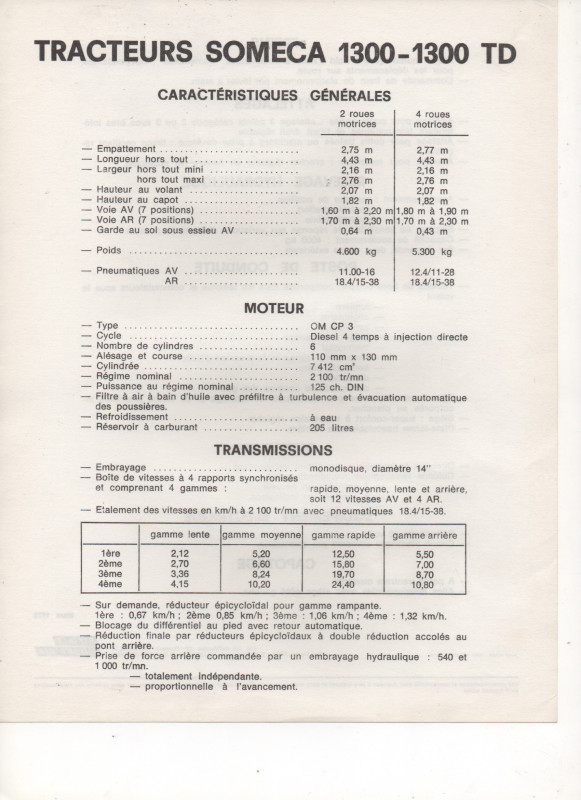 TRACTEURS SOMECA 1300-1300 TD
CARACTÉRISTIQUES GÉNÉRALES
2 roues motrices 4 roues motrices
— Empattement .......... 2,75 m 2,77 m
— Longueur hors tout .......... 4,43 m 4,43 m
— Largeur hors tout mini .......... 2,16 m 2,16 m
hors tout maxi .......... 2,76 m 2,76 m
— Hauteur au volant .......... 2,07 m 2,07 m
— Hauteur au capot .......... 1,82 m 1,82 m
— Voie AV (7 positions) .......... 1,60 m à 2,20 m 1,80 m à 1,90 m
— Voie AR (7 positions) .......... 1,70 m à 2,30 m 1,70 m à 2,30 m
— Garde au sol sous essieu AV .......... 0,64 m 0,43 m
— Poids .......... 4.600 kg 5.300 kg
— Pneumatiques AV .......... 11.00-16 12.4/11-28
AR .......... 18.4/15-38 18.4/15-38
MOTEUR
— Type .......... OM CP 3
— Cycle .......... Diesel 4 temps à injection directe
— Nombre de cylindres .......... 6
— Alésage et course .......... 110 mm x 130 mm
— Cylindrée .......... 7 412 cm³
— Régime nominal .......... 2 100 tr/mn
— Puissance au régime nominal .......... 125 ch. DIN
— Filtre à air à bain d'huile avec préfiltre à turbulence et évacuation automatique
des poussières.
— Refroidissement .......... à eau
— Réservoir à carburant .......... 205 litres
TRANSMISSIONS
— Embrayage .......... monodisque, diamètre 14"
— Boîte de vitesses à 4 rapports synchronisés
et comprenant 4 gammes : rapide, moyenne, lente et arrière,
soit 12 vitesses AV et 4 AR.
— Etalement des vitesses en km/h à 2 100 tr/mn avec pneumatiques 18.4/15-38.
gamme lente gamme moyenne gamme rapide gamme arrière
1ère 2,12 5,20 12,50 5,50
2ème 2,70 6,60 15,80 7,00
3ème 3,36 8,24 19,70 8,70
4ème 4,15 10,20 24,40 10,80
— Sur demande, réducteur épicycloïdal pour gamme rampante.
1ère : 0,67 km/h ; 2ème 0,85 km/h ; 3ème : 1,06 km/h ; 4ème : 1,32 km/h.
— Blocage du différentiel au pied avec retour automatique.
— Réduction finale par réducteurs épicycloïdaux à double réduction accolés au
pont arrière.
— Prise de force arrière commandée par un embrayage hydraulique : 540 et
1 000 tr/mn.
— totalement indépendante.
— proportionnelle à l'avancement.